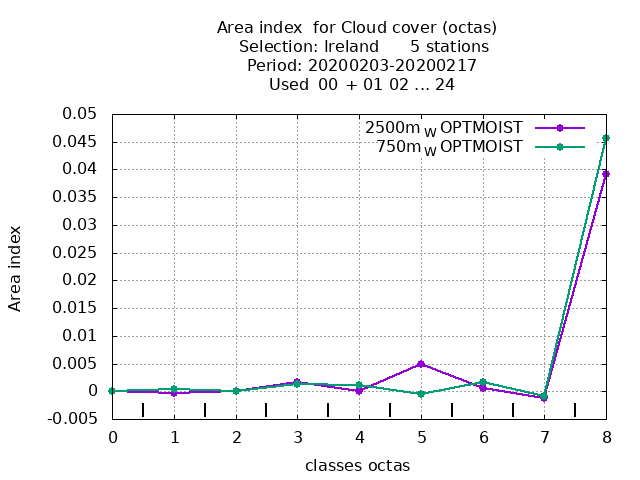 Area index  for Cloud cover (octas)
Selection: Ireland      5 stations
Period: 20200203-20200217
Used  00 + 01 02 ... 24
2500m W OPTMOIST
750m W OPTMOIST
0.05
0.045
0.04
0.035
0.03
0.025
0.02
0.015
0.01
0.005
0
-0.005
Area index
0 1 2 3 4 5 6 7 8
classes octas